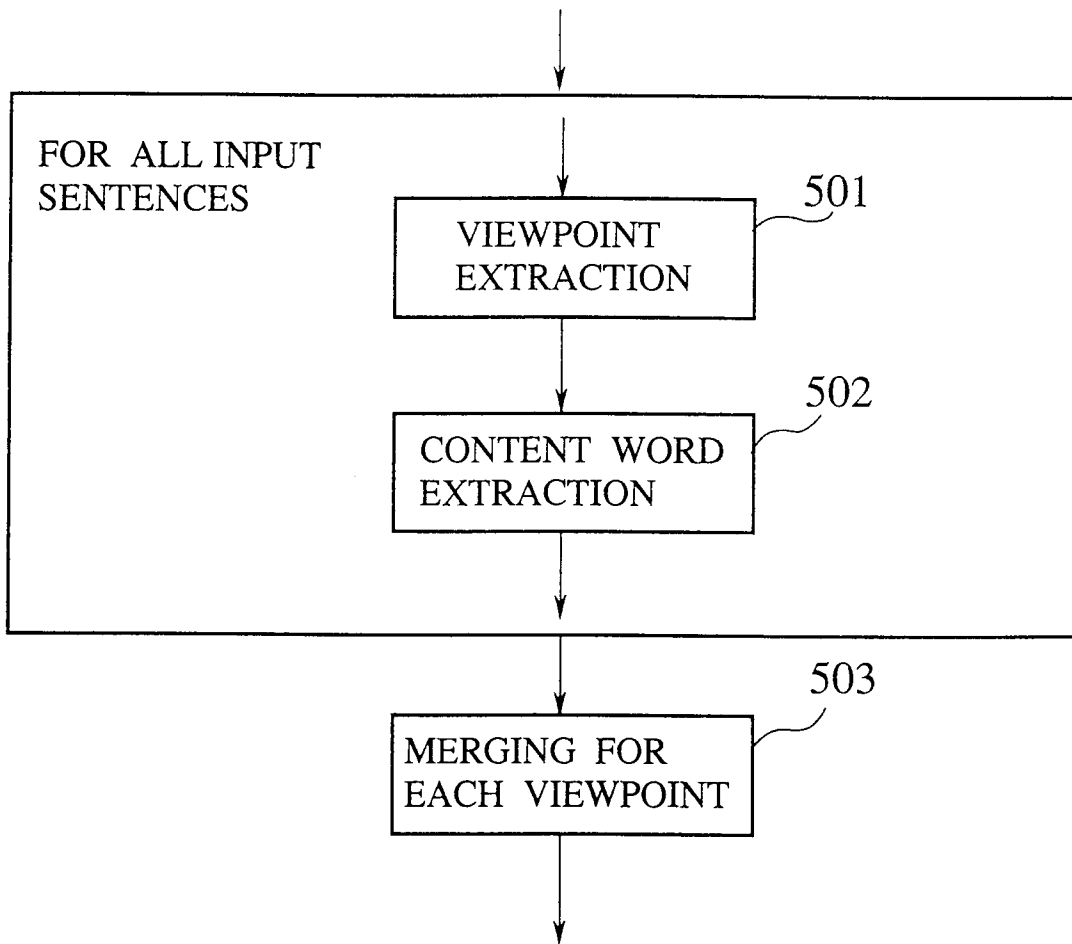 FOR ALL INPUT
SENTENCES
501
VIEWPOINT
EXTRACTION
502
CONTENT WORD
EXTRACTION
503
MERGING FOR
EACH VIEWPOINT